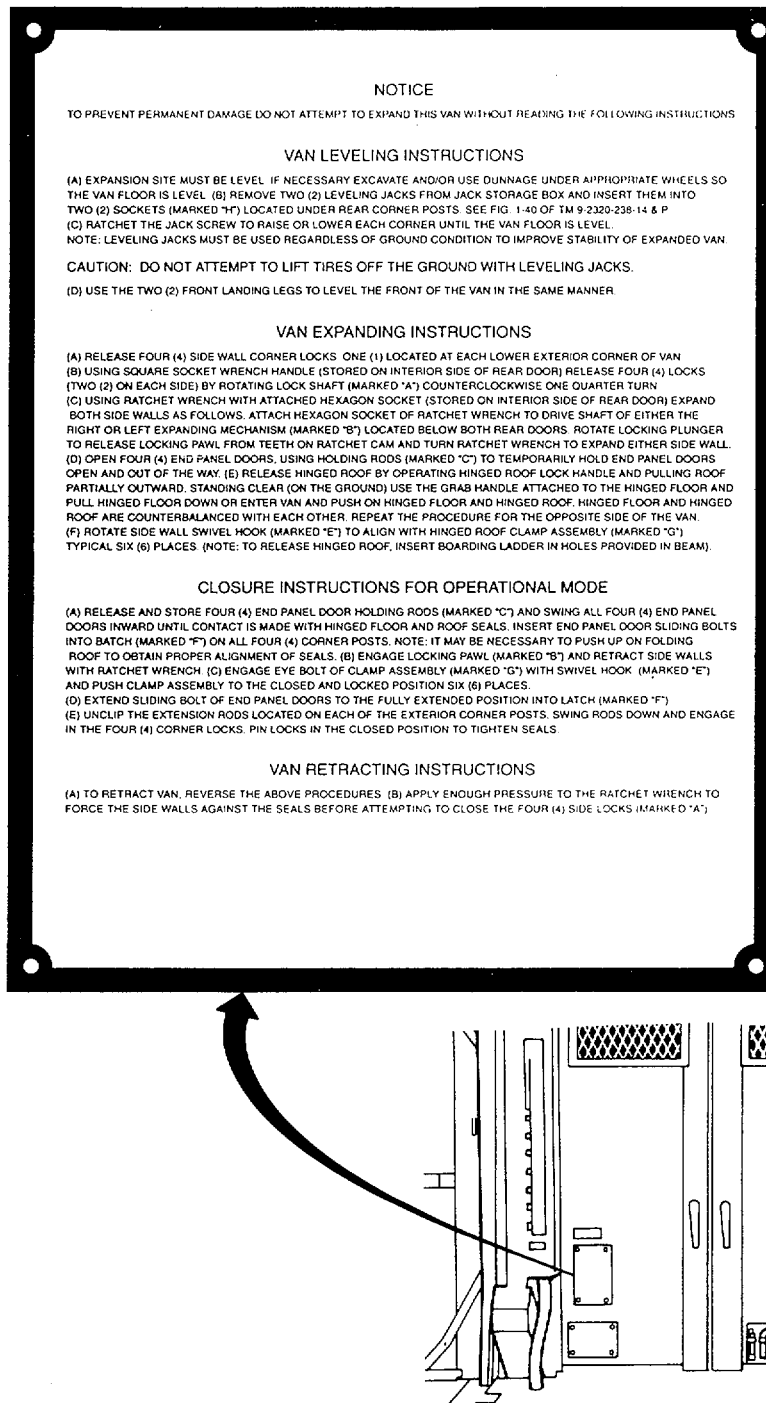 NOTICE
TO PREVENT PERMANENT DAMAGE DO NOT ATTEMPT TO EXPAND THIS VAN WITHOUT READING THE FOLLOWING INSTRUCTIONS
VAN LEVELING INSTRUCTIONS
(A) EXPANSION SITE MUST BE LEVEL IF NECESSARY EXCAVATE AND/OR USE DUNNAGE UNDER APPROPRIATE WHEELS SO
THE VAN FLOOR IS LEVEL (B) REMOVE TWO (2) LEVELING JACKS FROM JACK STORAGE BOX AND INSERT THEM INTO
TWO (2) SOCKETS (MARKED "H") LOCATED UNDER REAR CORNER POSTS. SEE FIG. 1-40 OF TM 9-2320-238-14 & P
(C) RATCHET THE JACK SCREW TO RAISE OR LOWER EACH CORNER UNTIL THE VAN FLOOR IS LEVEL.
NOTE: LEVELING JACKS MUST BE USED REGARDLESS OF GROUND CONDITION TO IMPROVE STABILITY OF EXPANDED VAN.
CAUTION: DO NOT ATTEMPT TO LIFT TIRES OFF THE GROUND WITH LEVELING JACKS.
(D) USE THE TWO (2) FRONT LANDING LEGS TO LEVEL THE FRONT OF THE VAN IN THE SAME MANNER.
VAN EXPANDING INSTRUCTIONS
(A) RELEASE FOUR (4) SIDE WALL CORNER LOCKS ONE (1) LOCATED AT EACH LOWER EXTERIOR CORNER OF VAN
(B) USING SQUARE SOCKET WRENCH HANDLE (STORED ON INTERIOR SIDE OF REAR DOOR) RELEASE FOUR (4) LOCKS
(TWO (2) ON EACH SIDE) BY ROTATING LOCK SHAFT (MARKED "A") COUNTERCLOCKWISE ONE QUARTER TURN
(C) USING RATCHET WRENCH WITH ATTACHED HEXAGON SOCKET (STORED ON INTERIOR SIDE OF REAR DOOR) EXPAND
BOTH SIDE WALLS AS FOLLOWS. ATTACH HEXAGON SOCKET OF RATCHET WRENCH TO DRIVE SHAFT OF EITHER THE
RIGHT OR LEFT EXPANDING MECHANISM (MARKED "B") LOCATED BELOW BOTH REAR DOORS. ROTATE LOCKING PLUNGER
TO RELEASE LOCKING PAWL FROM TEETH ON RATCHET CAM AND TURN RATCHET WRENCH TO EXPAND EITHER SIDE WALL.
(D) OPEN FOUR (4) END PANEL DOORS, USING HOLDING RODS (MARKED "C") TO TEMPORARILY HOLD END PANEL DOORS
OPEN AND OUT OF THE WAY. (E) RELEASE HINGED ROOF BY OPERATING HINGED ROOF LOCK HANDLE AND PULLING ROOF
PARTIALLY OUTWARD. STANDING CLEAR (ON THE GROUND) USE THE GRAB HANDLE ATTACHED TO THE HINGED FLOOR AND
PULL HINGED FLOOR DOWN OR ENTER VAN AND PUSH ON HINGED FLOOR AND HINGED ROOF. HINGED FLOOR AND HINGED
ROOF ARE COUNTERBALANCED WITH EACH OTHER. REPEAT THE PROCEDURE FOR THE OPPOSITE SIDE OF THE VAN.
(F) ROTATE SIDE WALL SWIVEL HOOK (MARKED "E") TO ALIGN WITH HINGED ROOF CLAMP ASSEMBLY (MARKED "G")
TYPICAL SIX (6) PLACES. (NOTE: TO RELEASE HINGED ROOF, INSERT BOARDING LADDER IN HOLES PROVIDED IN BEAM).
CLOSURE INSTRUCTIONS FOR OPERATIONAL MODE
(A) RELEASE AND STORE FOUR (4) END PANEL DOOR HOLDING RODS (MARKED "C") AND SWING ALL FOUR (4) END PANEL
DOORS INWARD UNTIL CONTACT IS MADE WITH HINGED FLOOR AND ROOF SEALS. INSERT END PANEL DOOR SLIDING BOLTS
INTO BATCH (MARKED "F") ON ALL FOUR (4) CORNER POSTS. NOTE: IT MAY BE NECESSARY TO PUSH UP ON FOLDING
ROOF TO OBTAIN PROPER ALIGNMENT OF SEALS. (B) ENGAGE LOCKING PAWL (MARKED "B") AND RETRACT SIDE WALLS
WITH RATCHET WRENCH. (C) ENGAGE EYE BOLT OF CLAMP ASSEMBLY (MARKED "G") WITH SWIVEL HOOK (MARKED "E")
AND PUSH CLAMP ASSEMBLY TO THE CLOSED AND LOCKED POSITION SIX (6) PLACES.
(D) EXTEND SLIDING BOLT OF END PANEL DOORS TO THE FULLY EXTENDED POSITION INTO LATCH (MARKED "F")
(E) UNCLIP THE EXTENSION RODS LOCATED ON EACH OF THE EXTERIOR CORNER POSTS. SWING RODS DOWN AND ENGAGE
IN THE FOUR (4) CORNER LOCKS. PIN LOCKS IN THE CLOSED POSITION TO TIGHTEN SEALS.
VAN RETRACTING INSTRUCTIONS
(A) TO RETRACT VAN, REVERSE THE ABOVE PROCEDURES (B) APPLY ENOUGH PRESSURE TO THE RATCHET WRENCH TO
FORCE THE SIDE WALLS AGAINST THE SEALS BEFORE ATTEMPTING TO CLOSE THE FOUR (4) SIDE LOCKS (MARKED "A")